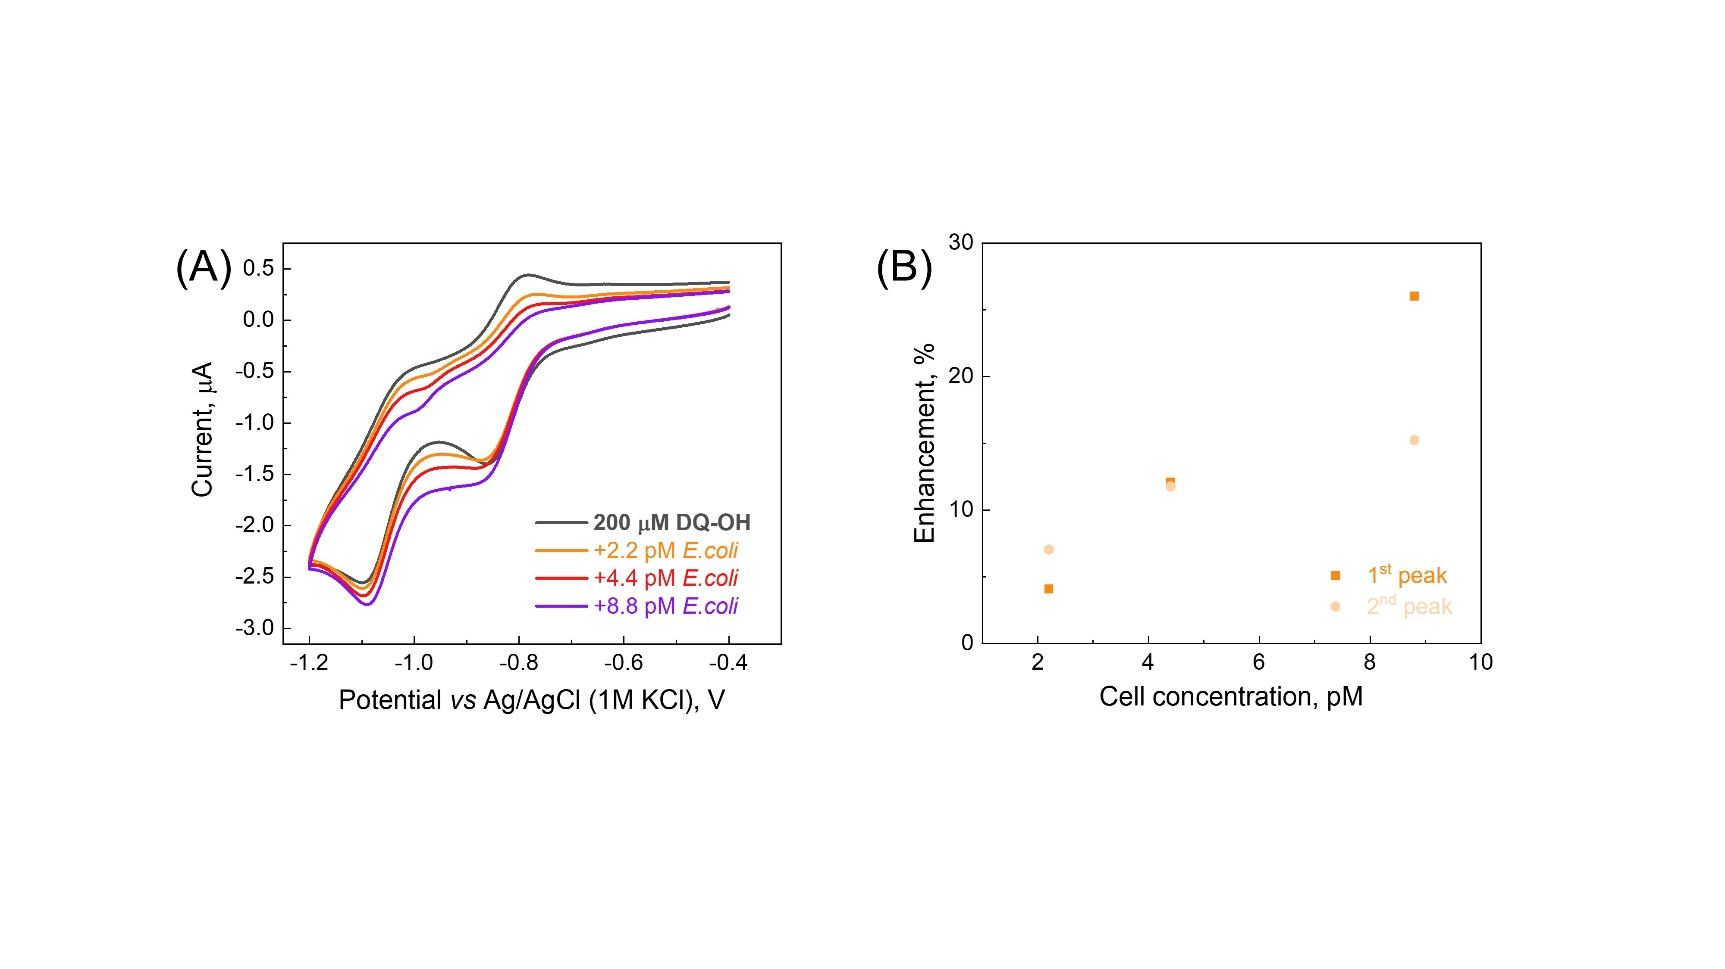 (A)
0.5
0.0
-0.5
-1.0
-1.5
-2.0
-2.5
-3.0
Current, μA
200 μM DQ-OH
+2.2 pM E.coli
+4.4 pM E.coli
+8.8 pM E.coli
-1.2 -1.0 -0.8 -0.6 -0.4
Potential vs Ag/AgCl (1M KCl), V
(B)
30
20
10
0
Enhancement, %
1st peak
2nd peak
2 4 6 8 10
Cell concentration, pM